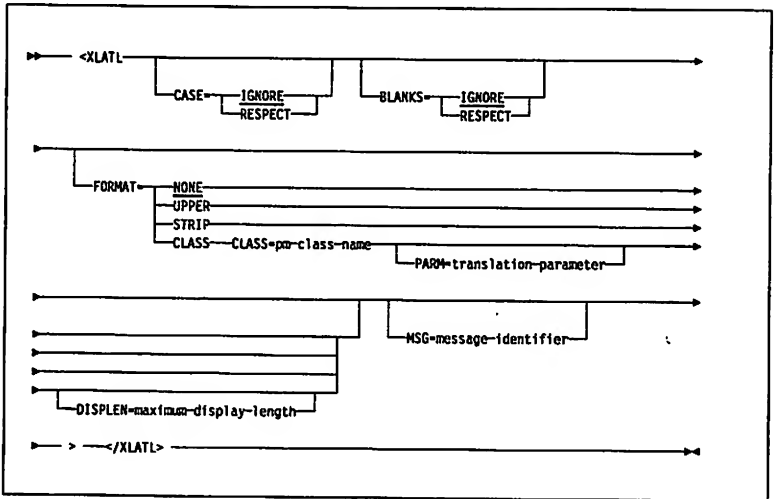 <XLATL
CASE= IGNORE BLANKS= IGNORE
RESPECT RESPECT
FORMAT= NONE
UPPER
STRIP
CLASS CLASS=pm-class-name
PARM=translation-parameter
MSG=message-identifier
DISPLEN=maximum-display-length
> </XLATL>